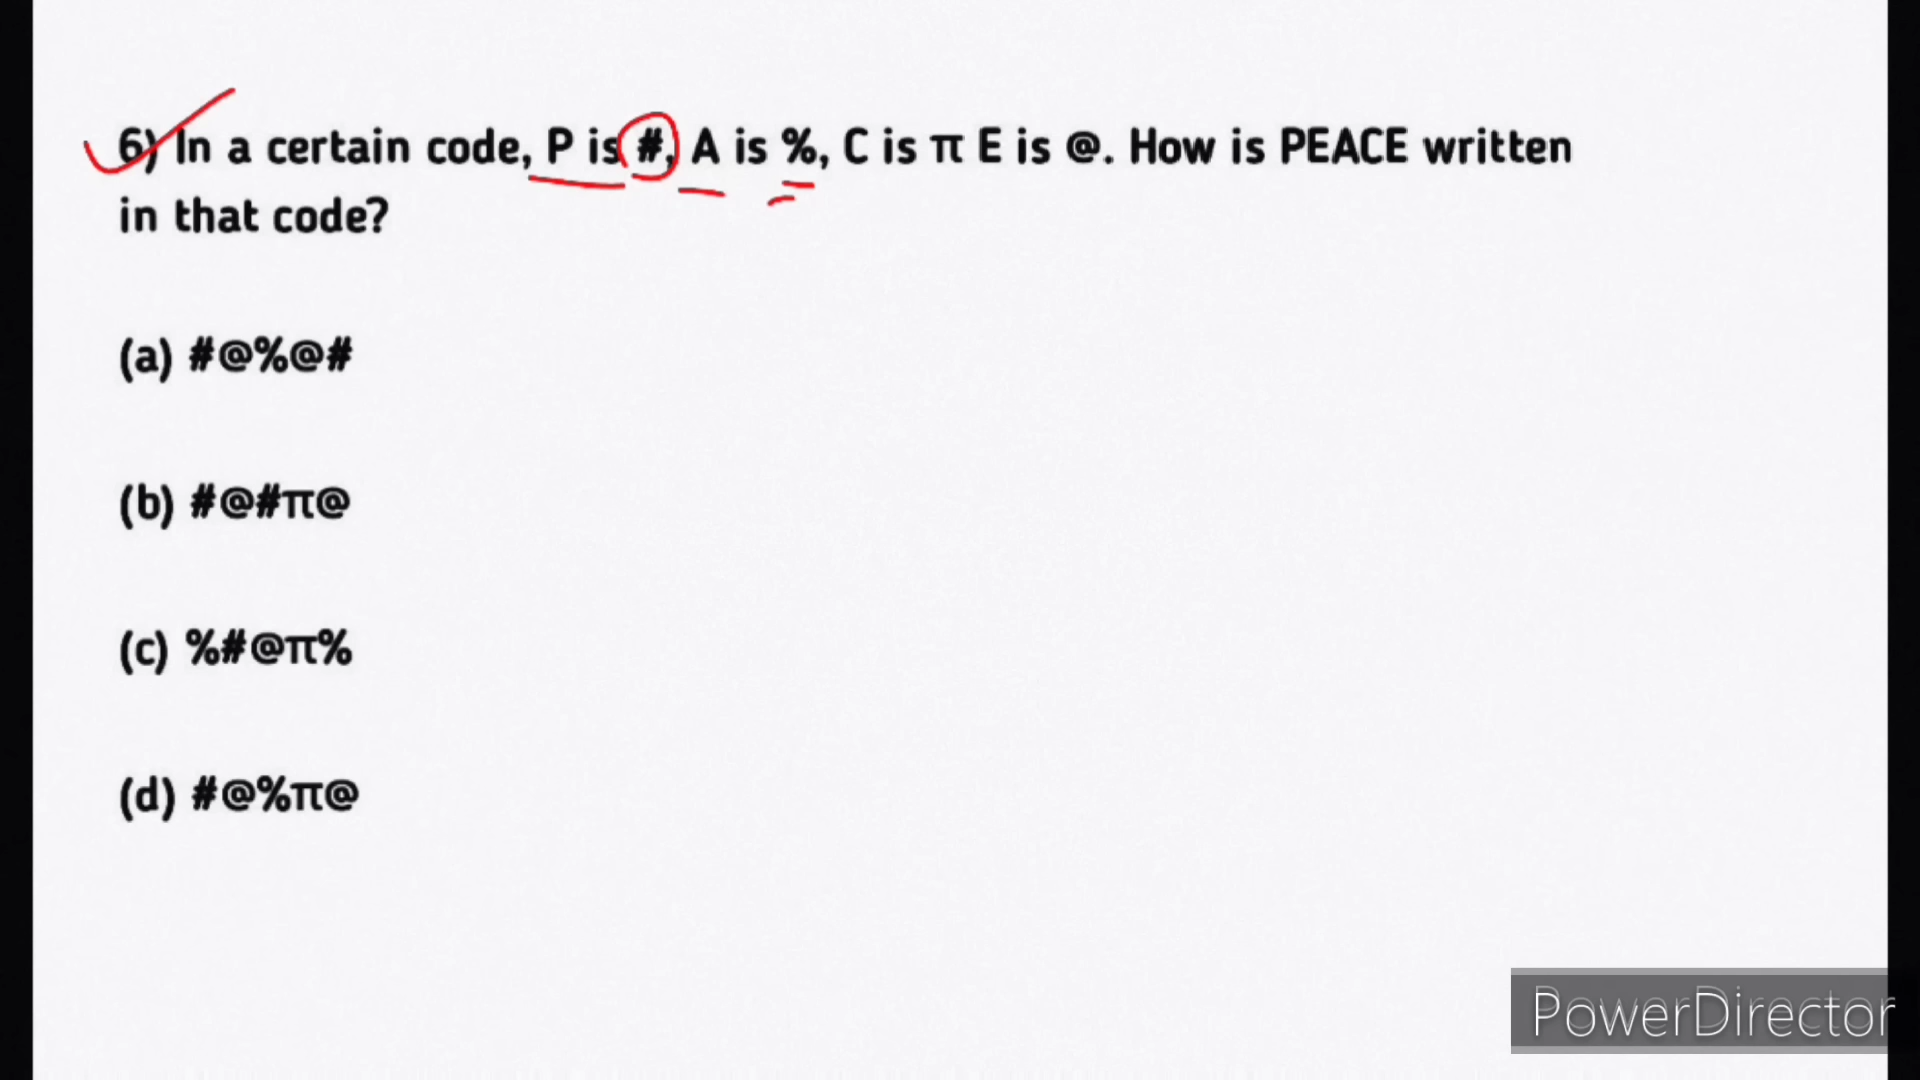 6) In a certain code, P is #, A is %, C is π E is @. How is PEACE written
in that code?
(a) #@%@#
(b) #@#π@
(c) %#@π%
(d) #@%π@
PowerDirector